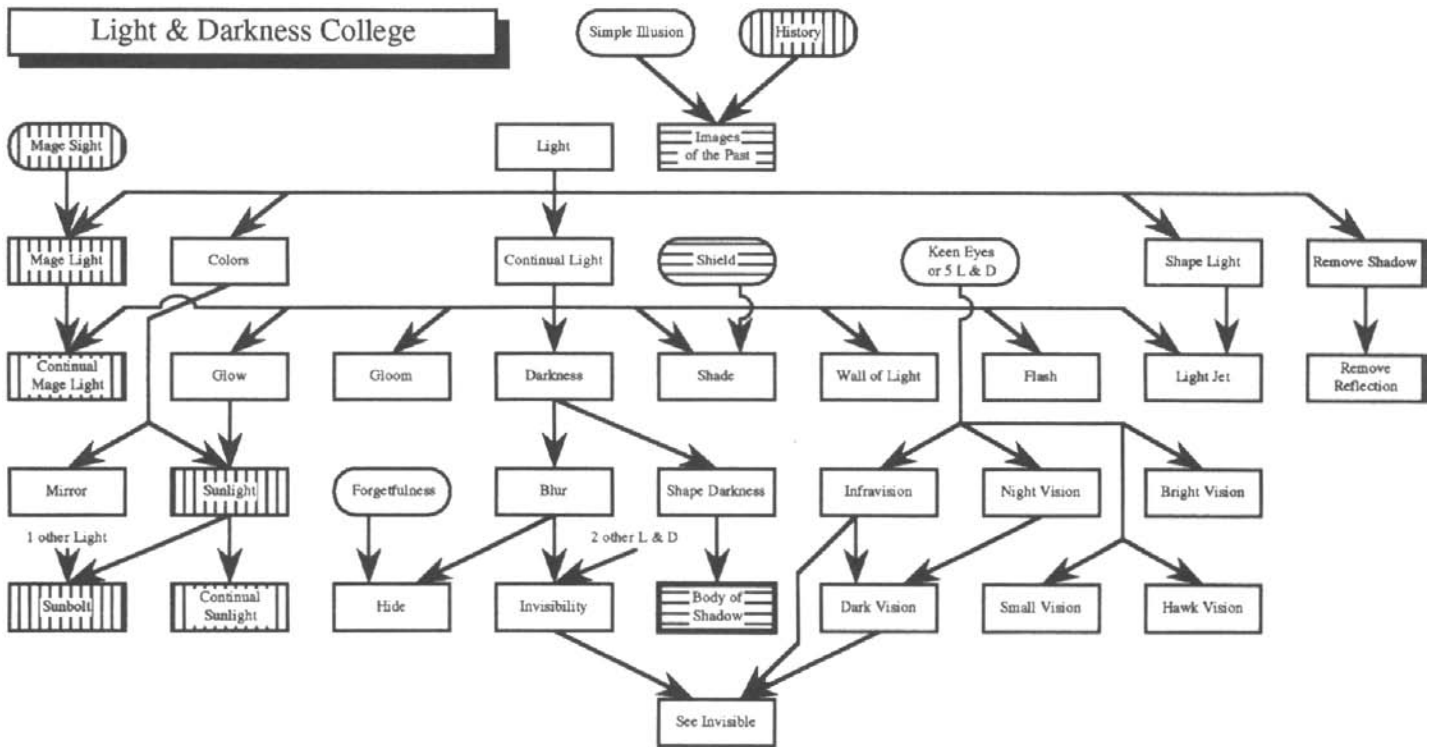 Light & Darkness College
Simple Illusion
History
Mage Sight
Light
Images
of the Past
Mage Light
Colors
Continual Light
Shield
Keen Eyes
or 5 L & D
Shape Light
Remove Shadow
Continual
Mage Light
Glow
Gloom
Darkness
Shade
Wall of Light
Flash
Light Jet
Remove
Reflection
Mirror
Sunlight
Forgetfulness
Blur
Shape Darkness
Infravision
Night Vision
Bright Vision
1 other Light
2 other L & D
Sunbolt
Continual
Sunlight
Hide
Invisibility
Body of
Shadow
Dark Vision
Small Vision
Hawk Vision
See Invisible